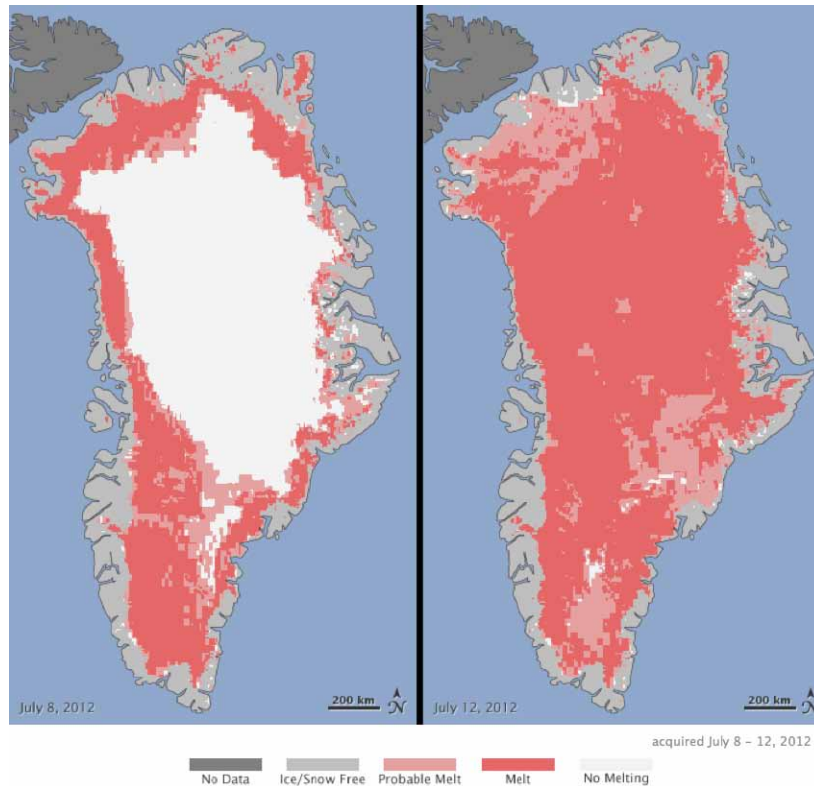 July 8, 2012
200 km
N
July 12, 2012
200 km
N
acquired July 8 – 12, 2012
No Data
Ice/Snow Free
Probable Melt
Melt
No Melting